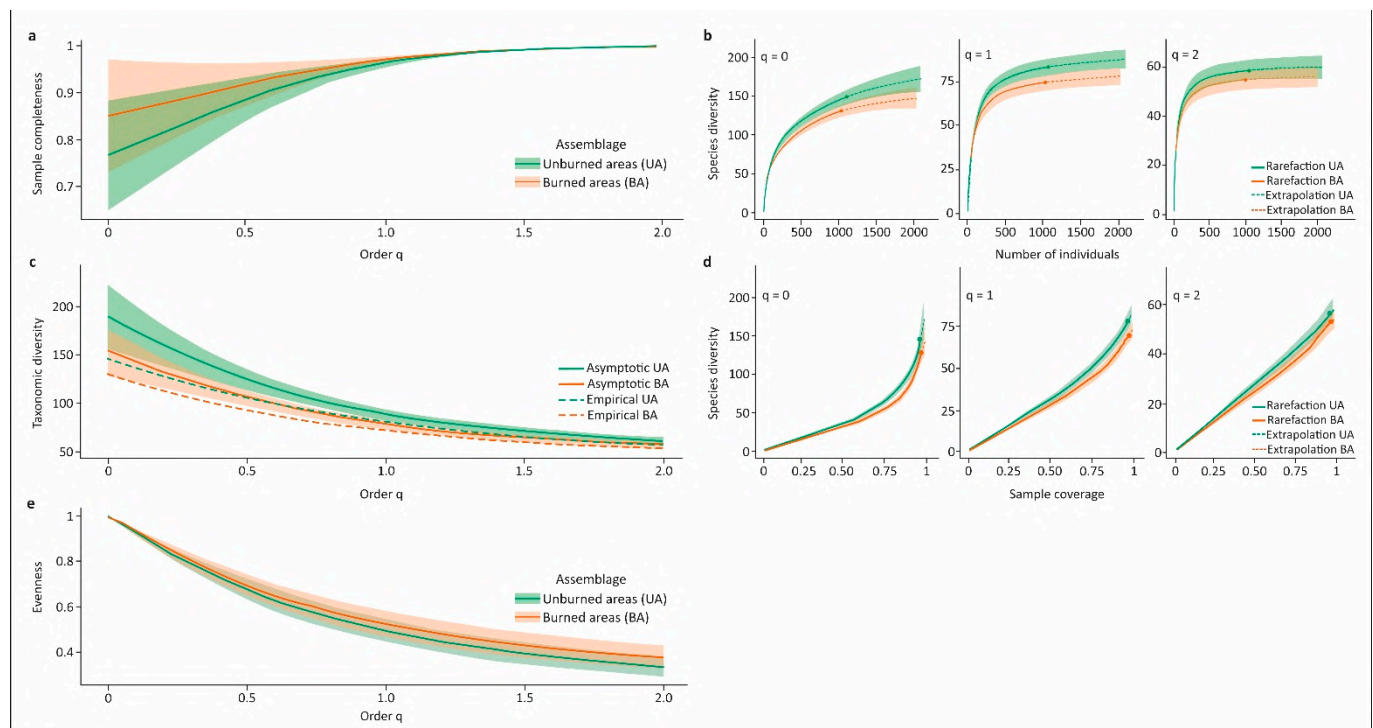 a
1
0.9
0.8
0.7
Sample completeness
Assemblage
Unburned areas (UA)
Burned areas (BA)
0
0.5
1.0
1.5
2.0
Order q
b
q = 0
q = 1
q = 2
200
150
100
50
0
Species diversity
75
50
25
0
60
40
20
0
Rarefaction UA
Rarefaction BA
Extrapolation UA
Extrapolation BA
0 500 1000 1500 2000
0 500 1000 1500 2000
0 500 1000 1500 2000
Number of individuals
c
200
150
100
50
Taxonomic diversity
Asymptotic UA
Asymptotic BA
Empirical UA
Empirical BA
0
0.5
1.0
1.5
2.0
Order q
d
q = 0
q = 1
q = 2
200
150
100
50
0
Species diversity
75
50
25
0
60
40
20
0
Rarefaction UA
Rarefaction BA
Extrapolation UA
Extrapolation BA
0 0.25 0.50 0.75 1
0 0.25 0.50 0.75 1
0 0.25 0.50 0.75 1
Sample coverage
e
1
0.8
0.6
0.4
Evenness
Assemblage
Unburned areas (UA)
Burned areas (BA)
0
0.5
1.0
1.5
2.0
Order q